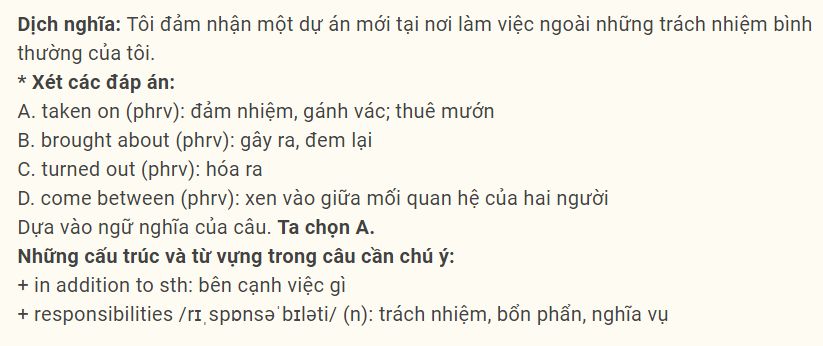 Dịch nghĩa: Tôi đảm nhận một dự án mới tại nơi làm việc ngoài những trách nhiệm bình
thường của tôi.
* Xét các đáp án:
A. taken on (phrv): đảm nhiệm, gánh vác; thuê mướn
B. brought about (phrv): gây ra, đem lại
C. turned out (phrv): hóa ra
D. come between (phrv): xen vào giữa mối quan hệ của hai người
Dựa vào ngữ nghĩa của câu. Ta chọn A.
Những cấu trúc và từ vựng trong câu cần chú ý:
+ in addition to sth: bên cạnh việc gì
+ responsibilities /rɪˌspɒnsəˈbɪləti/ (n): trách nhiệm, bổn phẩn, nghĩa vụ